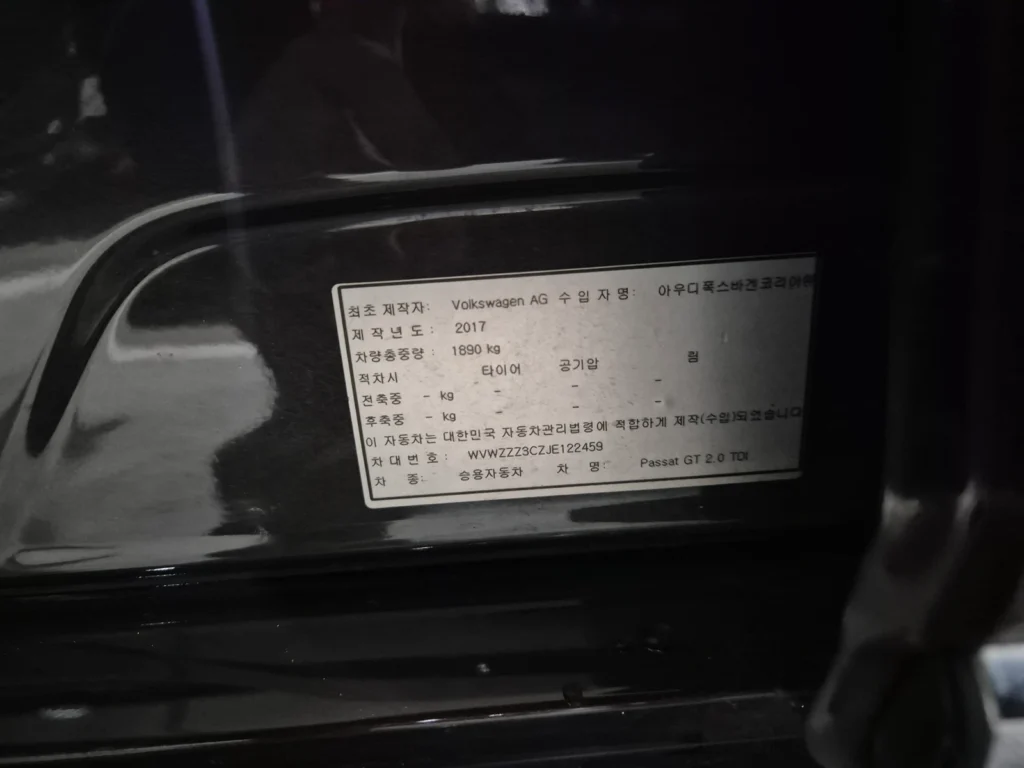 최초 제작자: Volkswagen AG 수 입 자 명: 아우디폭스바겐코리아㈜
제 작 년 도 : 2017
차량총중량 : 1890 kg
적차시 타이어 공기압 림
전축중 - kg - - -
후축중 - kg - - -
이 자동차는 대한민국 자동차관리법령에 적합하게 제작(수입)되었습니다
차 대 번 호 : WVWZZZ3CZJE122459
차 종: 승용자동차 차 명: Passat GT 2.0 TDI